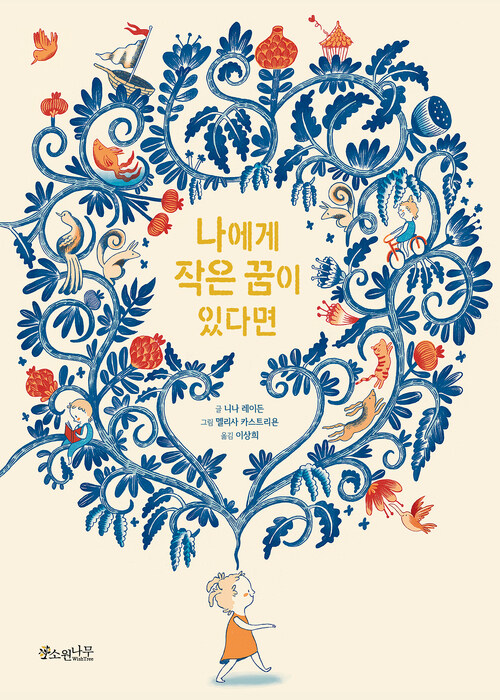 나에게
작은 꿈이
있다면
글 니나 레이든
그림 멜리사 카스트리욘
옮김 이상희
소원나무
WishTree